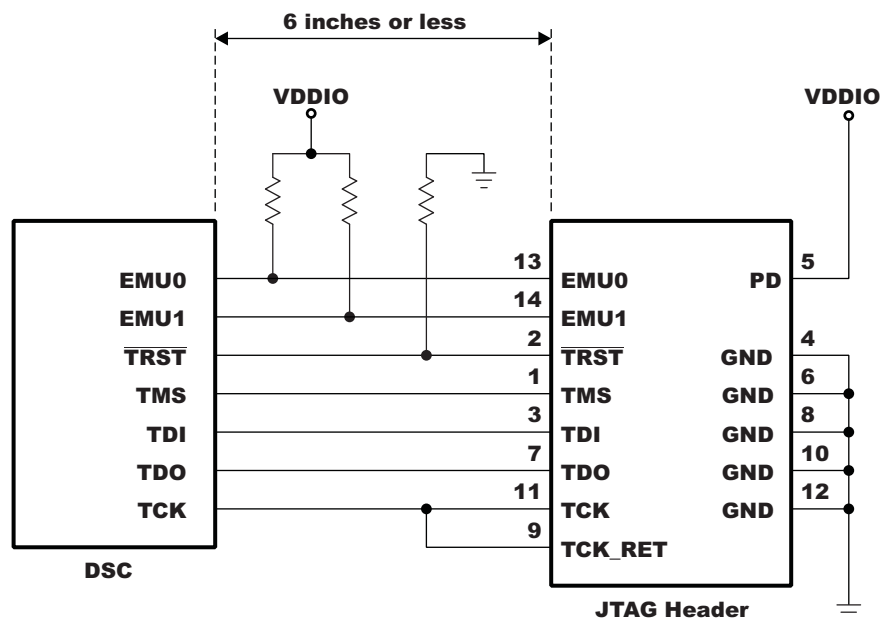 6 inches or less
VDDIO
VDDIO
13
5
EMU0
EMU0
PD
14
EMU1
EMU1
2
4
TRST
TRST
GND
1
6
TMS
TMS
GND
3
8
TDI
TDI
GND
7
10
TDO
TDO
GND
11
12
TCK
TCK
GND
9
TCK_RET
DSC
JTAG Header